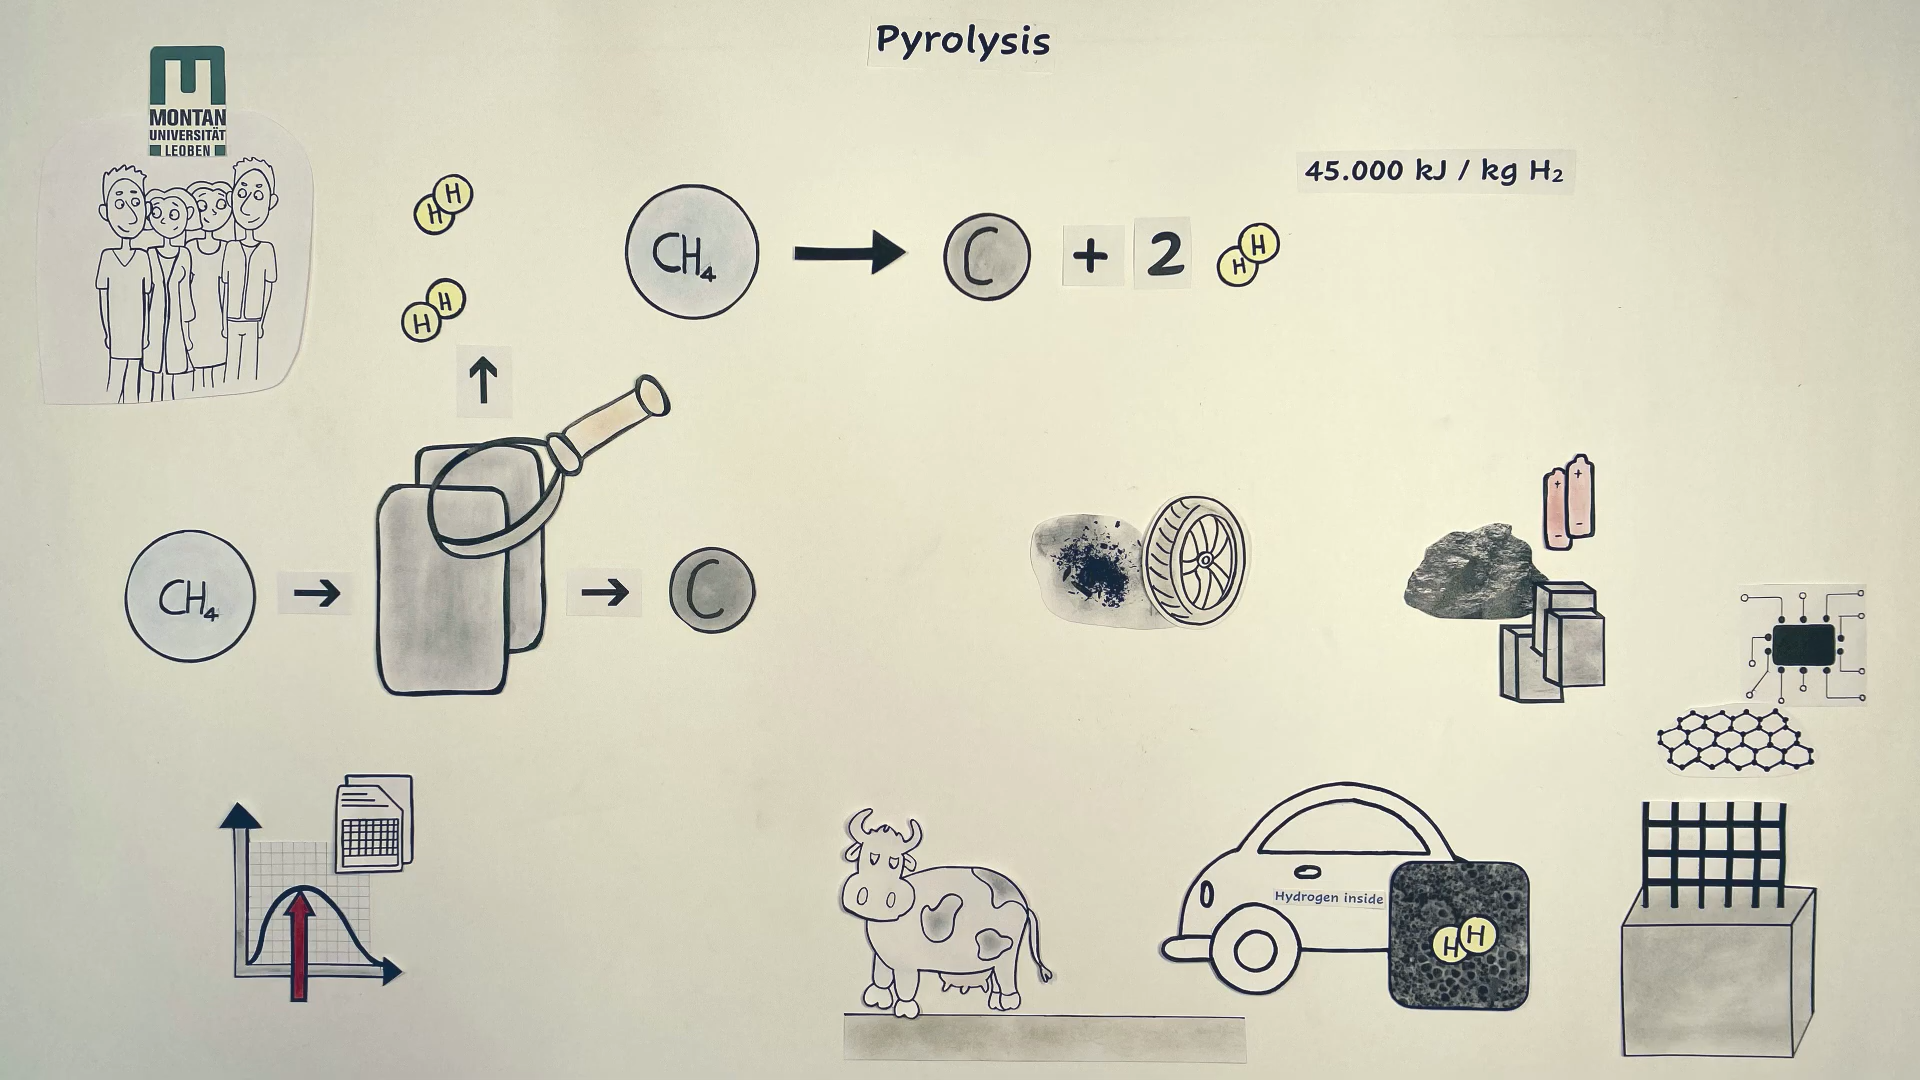 Pyrolysis
MONTAN
UNIVERSITÄT
LEOBEN
45.000 kJ / kg H₂
H H
CH₄ C + 2 H H
H H
CH₄ C
+ +
- -
Hydrogen inside
H H